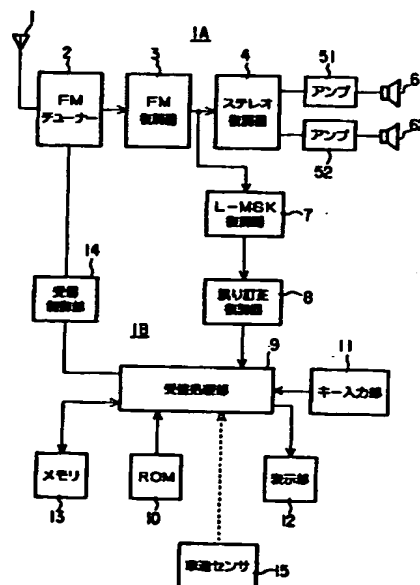 1
1A
2
FM
チューナー
3
FM
復調器
4
ステレオ
復調器
51
アンプ
61
アンプ
52
62
L-MSK
復調器
7
14
受信
制御部
誤り訂正
復調器
8
1B
9
受信処理部
11
キー入力部
メモリ
13
ROM
10
表示部
12
車速センサ
15